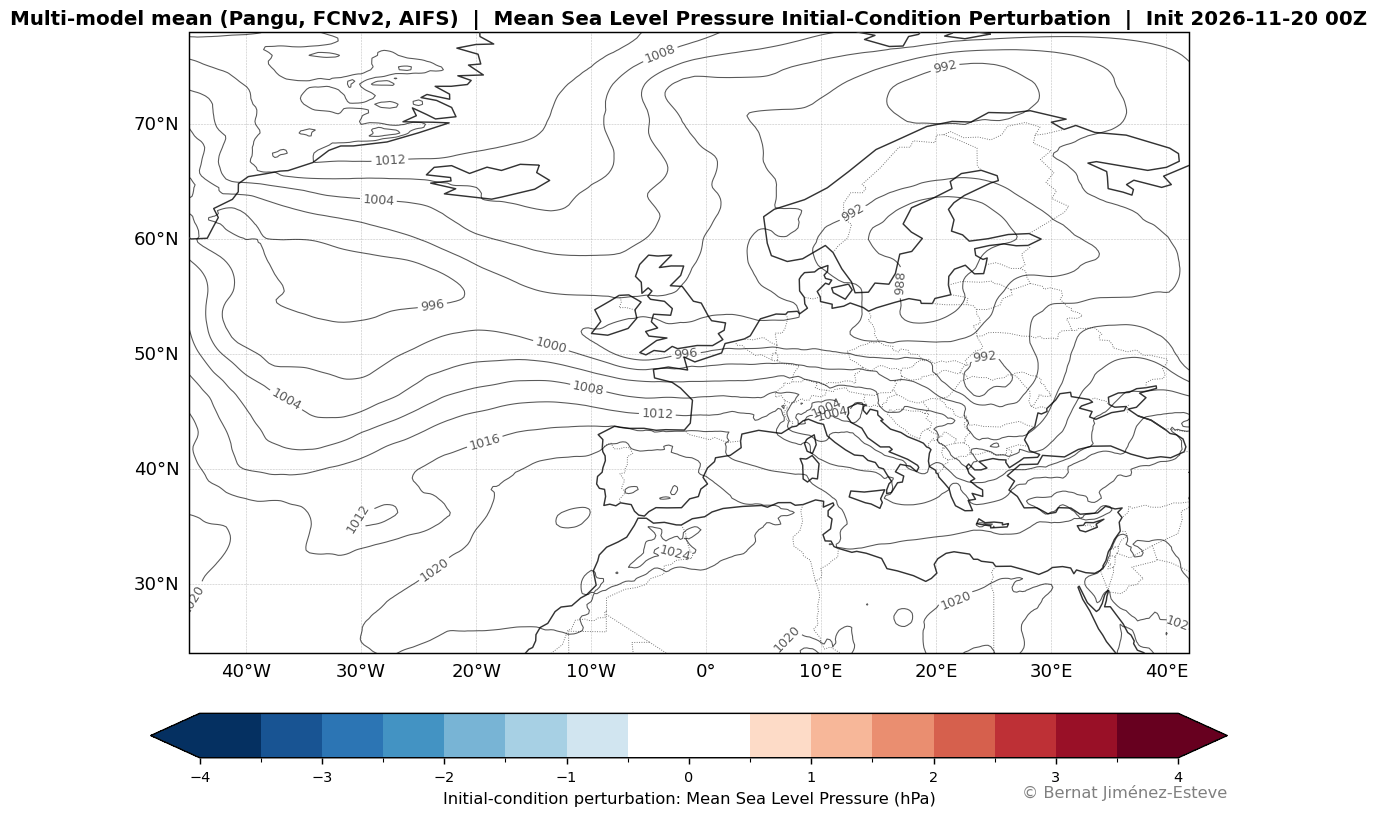 Multi-model mean (Pangu, FCNv2, AIFS)  |  Mean Sea Level Pressure Initial-Condition Perturbation  |  Init 2026-11-20 00Z
1008
992
70°N
1012
1004
992
60°N
988
996
1000
50°N
996
992
1004
1008
1012
1004
1004
1016
40°N
1012
1024
1020
30°N
1020
1020
40°W 30°W 20°W 10°W 0° 10°E 20°E 30°E 40°E
−4 −3 −2 −1 0 1 2 3 4
Initial-condition perturbation: Mean Sea Level Pressure (hPa)
© Bernat Jiménez-Esteve